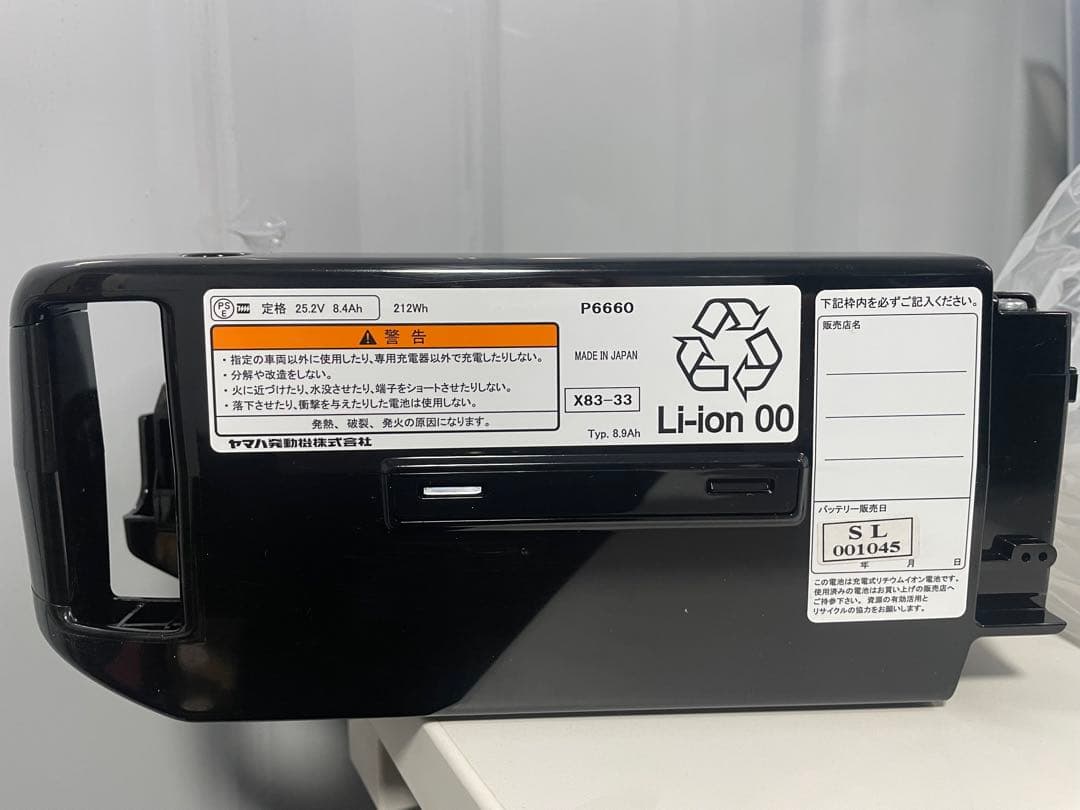 PS
E
定格 25.2V 8.4Ah
212Wh
P6660
警告
・指定の車両以外に使用したり、専用充電器以外で充電したりしない。
・分解や改造をしない。
・火に近づけたり、水没させたり、端子をショートさせたりしない。
・落下させたり、衝撃を与えたりした電池は使用しない。
発熱、破裂、発火の原因になります。
ヤマハ発動機株式会社
MADE IN JAPAN
X83-33
Typ. 8.9Ah
Li-ion 00
下記枠内を必ずご記入ください。
販売店名
バッテリー販売日
S L
001045
年 月 日
この電池は充電式リチウムイオン電池です。
使用済みの電池はお買い上げの販売店へ
ご持参下さい。資源の有効活用と
リサイクルの協力をお願いします。